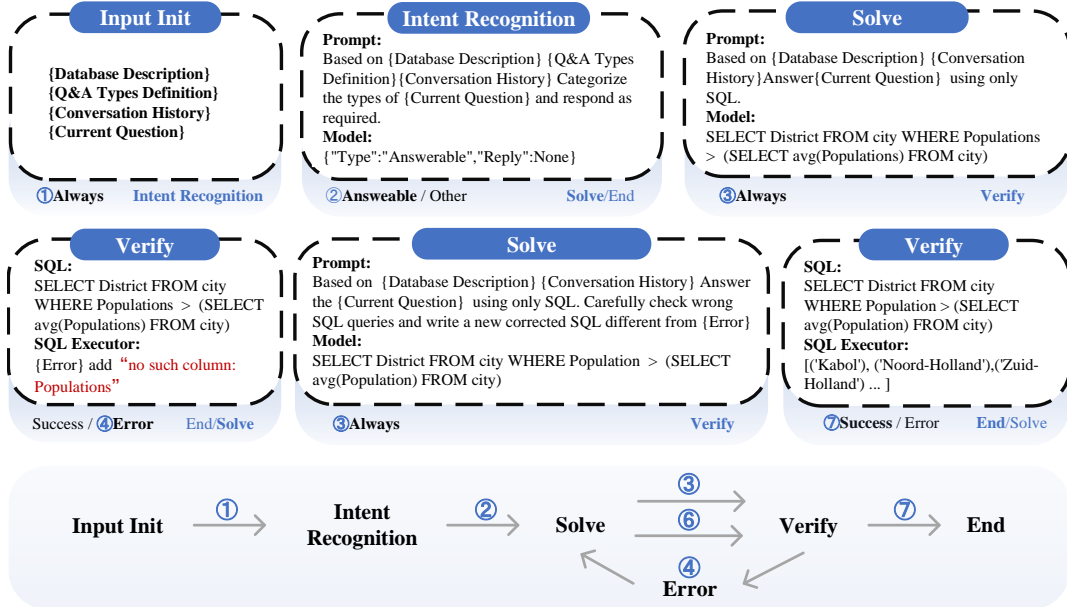 Input Init
{Database Description}
{Q&A Types Definition}
{Conversation History}
{Current Question}
①Always Intent Recognition
Intent Recognition
Prompt:
Based on {Database Description} {Q&A Types
Definition}{Conversation History} Categorize
the types of {Current Question} and respond as
required.
Model:
{"Type":"Answerable","Reply":None}
②Answeable / Other Solve/End
Solve
Prompt:
Based on {Database Description} {Conversation
History}Answer{Current Question} using only
SQL.
Model:
SELECT District FROM city WHERE Populations
> (SELECT avg(Populations) FROM city)
③Always Verify
Verify
SQL:
SELECT District FROM city
WHERE Populations > (SELECT
avg(Populations) FROM city)
SQL Executor:
{Error} add “no such column:
Populations”
Success / ④Error End/Solve
Solve
Prompt:
Based on {Database Description} {Conversation History} Answer
the {Current Question} using only SQL. Carefully check wrong
SQL queries and write a new corrected SQL different from {Error}
Model:
SELECT District FROM city WHERE Population > (SELECT
avg(Population) FROM city)
③Always Verify
Verify
SQL:
SELECT District FROM city
WHERE Population > (SELECT
avg(Population) FROM city)
SQL Executor:
[('Kabol'), ('Noord-Holland'),('Zuid-
Holland') ... ]
⑦Success / Error End/Solve
Input Init
①
Intent
Recognition
②
Solve
③
⑥
Verify
⑦
End
④
Error